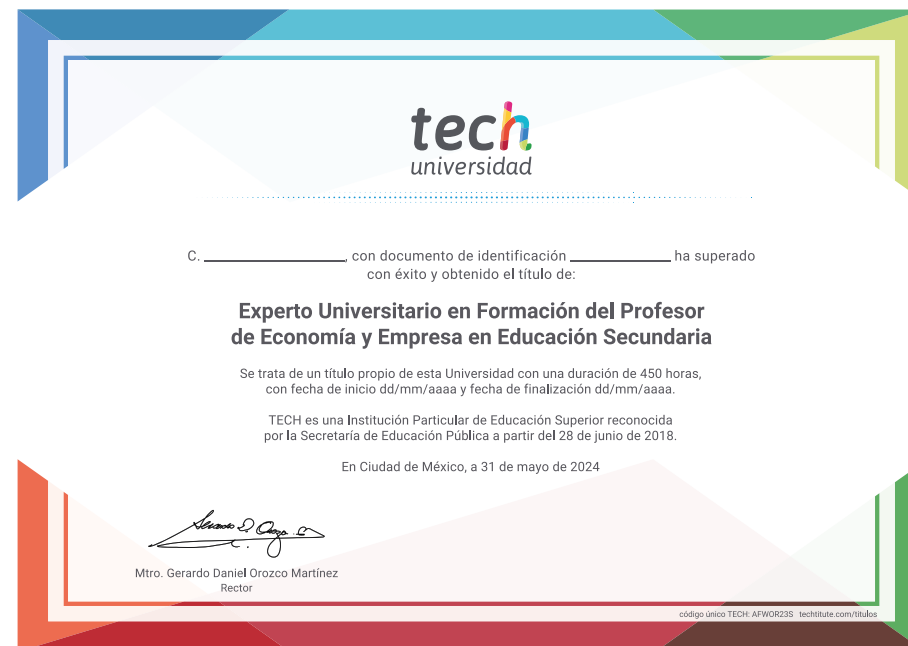 tech
universidad
C. ____________, con documento de identificación ____________ ha superado
con éxito y obtenido el título de:
Experto Universitario en Formación del Profesor
de Economía y Empresa en Educación Secundaria
Se trata de un título propio de esta Universidad con una duración de 450 horas,
con fecha de inicio dd/mm/aaaa y fecha de finalización dd/mm/aaaa.
TECH es una Institución Particular de Educación Superior reconocida
por la Secretaría de Educación Pública a partir del 28 de junio de 2018.
En Ciudad de México, a 31 de mayo de 2024
Mtro. Gerardo Daniel Orozco Martínez
Rector
código único TECH: AFWOR23S techtitute.com/titulos